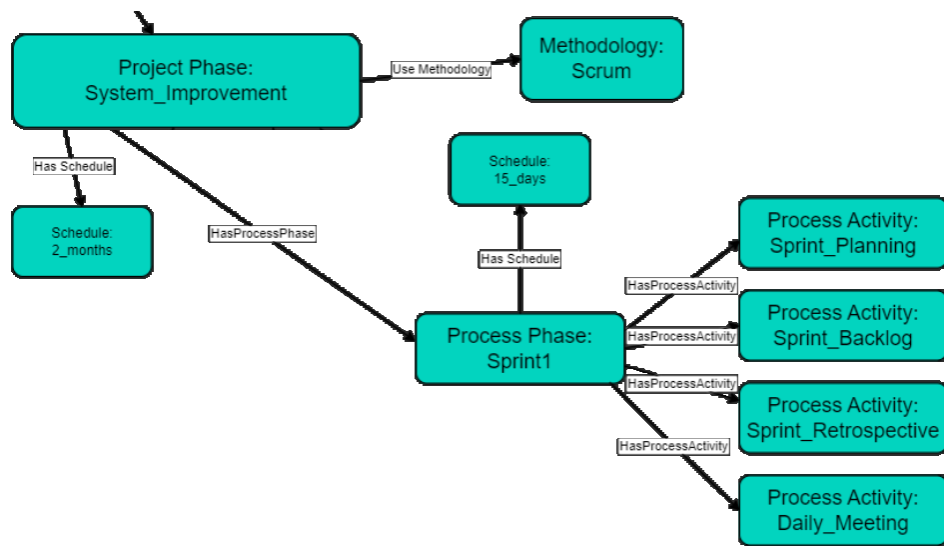 Project Phase:
System_Improvement
Use Methodology
Methodology:
Scrum
Has Schedule
Schedule:
2_months
HasProcessPhase
Schedule:
15_days
Has Schedule
Process Phase:
Sprint1
HasProcessActivity
Process Activity:
Sprint_Planning
HasProcessActivity
Process Activity:
Sprint_Backlog
HasProcessActivity
Process Activity:
Sprint_Retrospective
HasProcessActivity
Process Activity:
Daily_Meeting